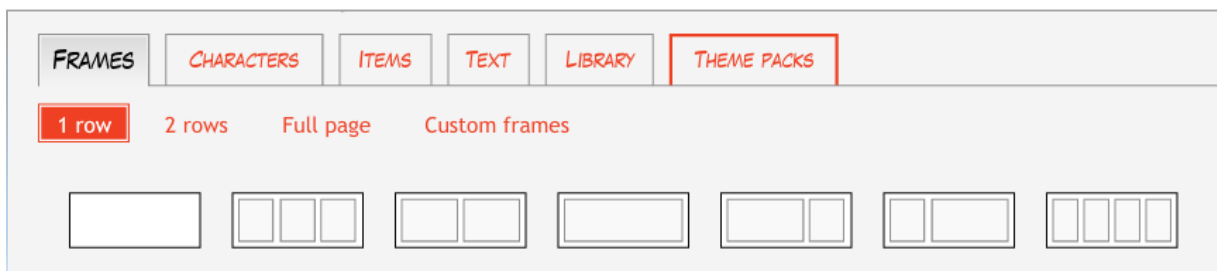 FRAMES CHARACTERS ITEMS TEXT LIBRARY THEME PACKS
1 row 2 rows Full page Custom frames